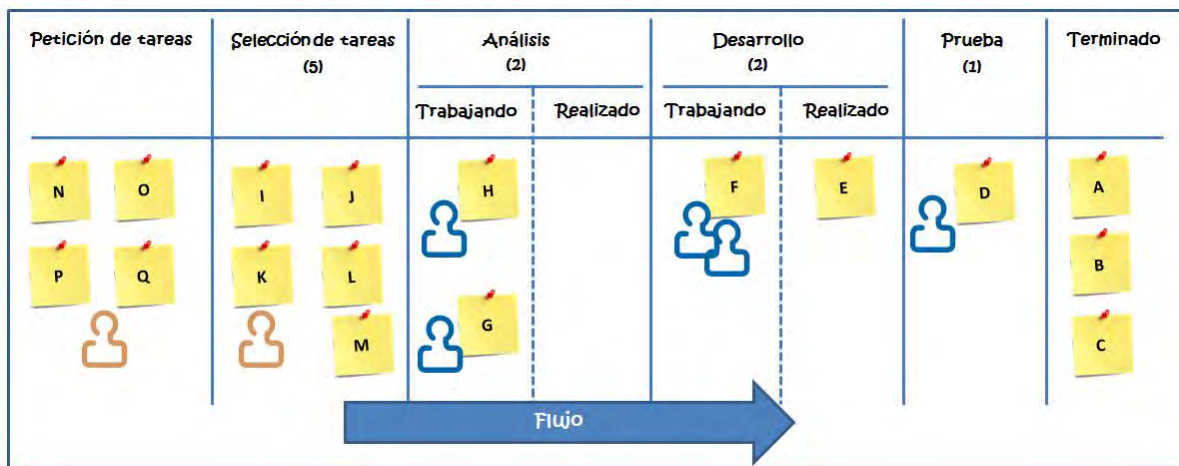 Petición de tareas
Selección de tareas
(5)
Análisis
(2)
Desarrollo
(2)
Prueba
(1)
Terminado
Trabajando
Realizado
Trabajando
Realizado
N
O
P
Q
I
J
K
L
M
H
G
F
E
D
A
B
C
Flujo